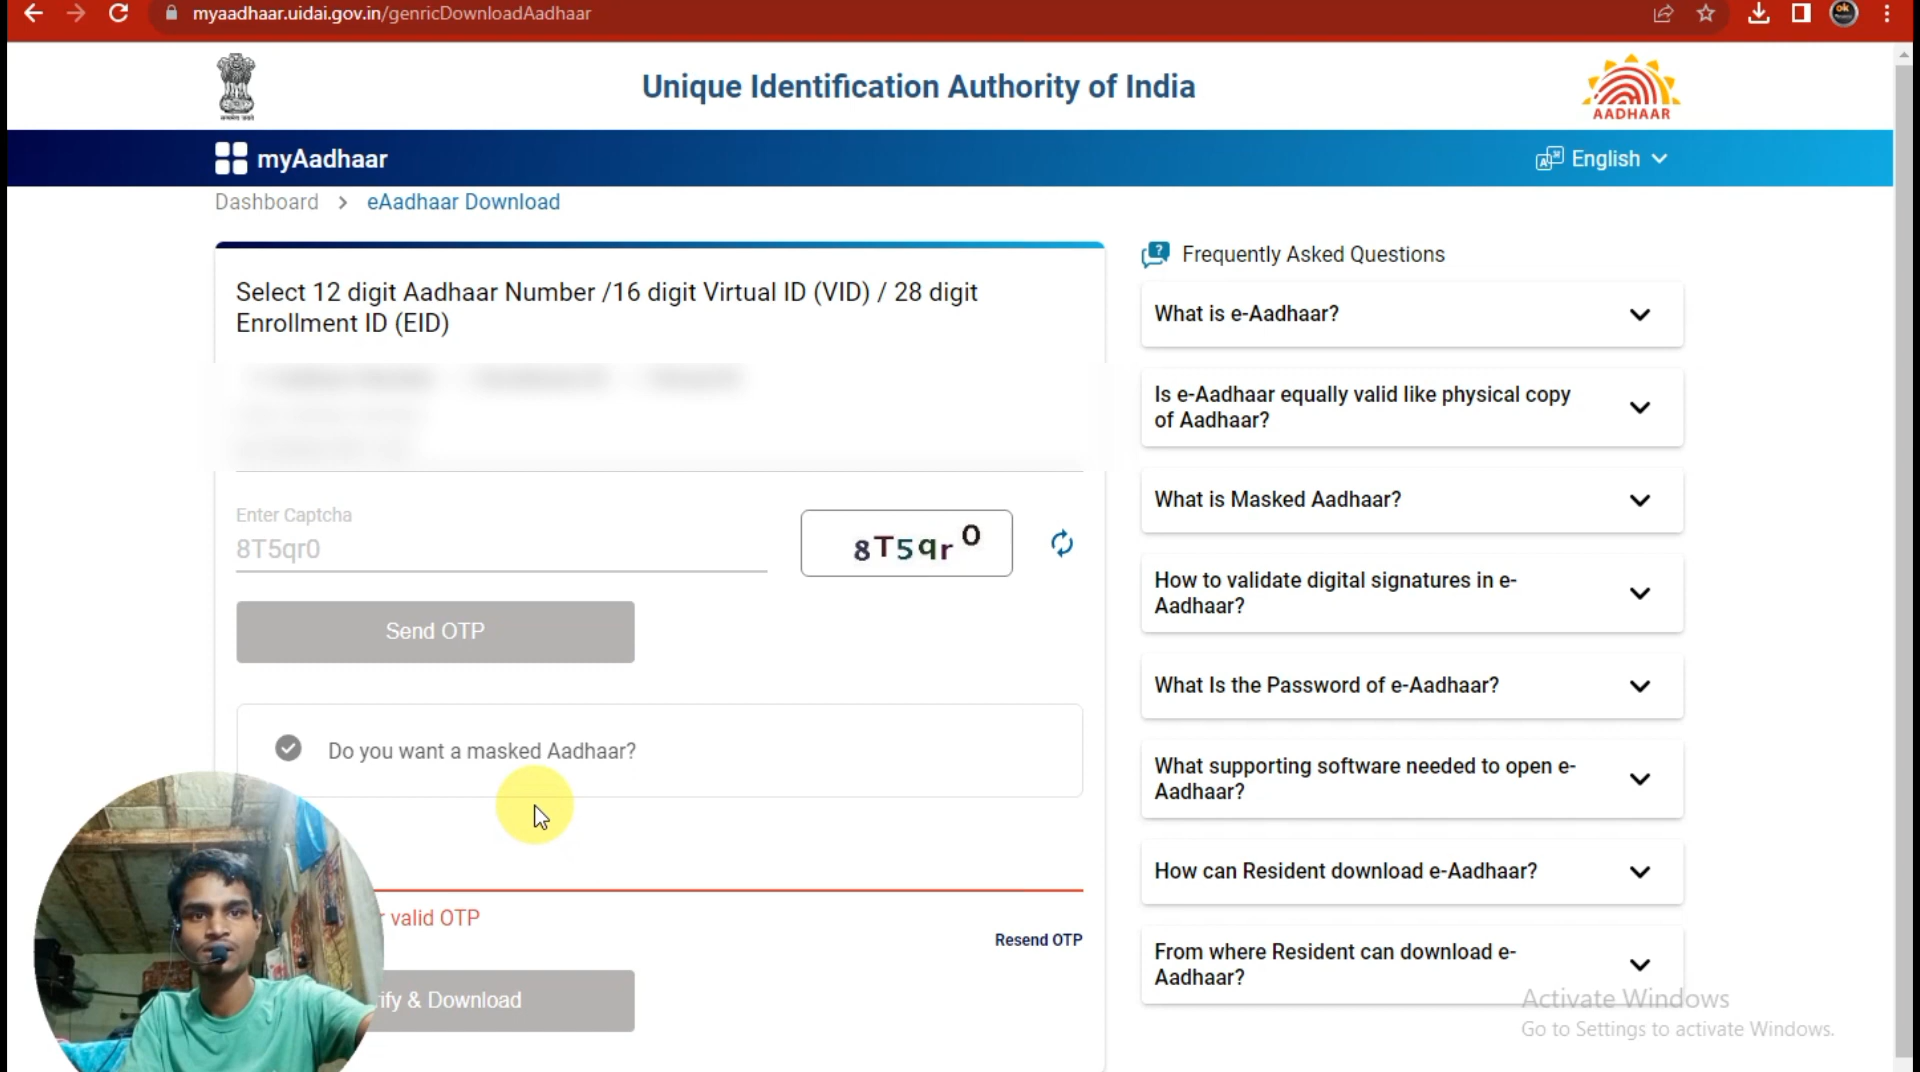 myaadhaar.uidai.gov.in/genricDownloadAadhaar
ok
Unique Identification Authority of India
AADHAAR
myAadhaar
English
Dashboard > eAadhaar Download
Select 12 digit Aadhaar Number /16 digit Virtual ID (VID) / 28 digit
Enrollment ID (EID)
Enter Captcha
8T5qr0
8T5qr0
Send OTP
Do you want a masked Aadhaar?
valid OTP
Resend OTP
ify & Download
Frequently Asked Questions
What is e-Aadhaar?
Is e-Aadhaar equally valid like physical copy
of Aadhaar?
What is Masked Aadhaar?
How to validate digital signatures in e-
Aadhaar?
What Is the Password of e-Aadhaar?
What supporting software needed to open e-
Aadhaar?
How can Resident download e-Aadhaar?
From where Resident can download e-
Aadhaar?
Activate Windows
Go to Settings to activate Windows.